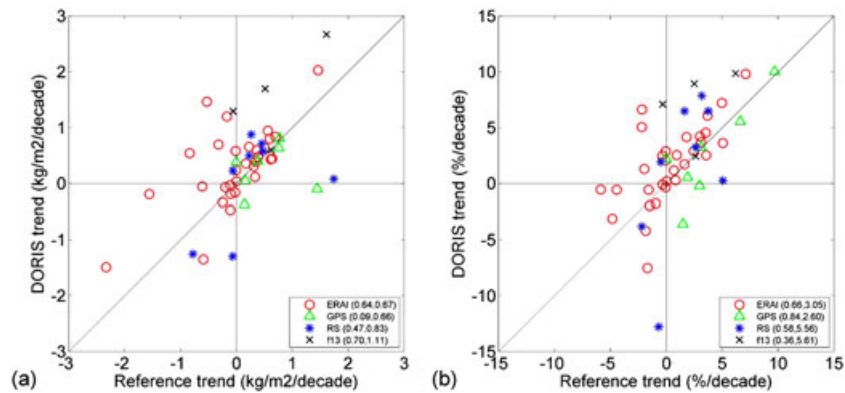 3
2
1
0
-1
-2
-3
-3 -2 -1 0 1 2 3
DORIS trend (kg/m2/decade)
Reference trend (kg/m2/decade)
ERAI (0.64,0.67)
GPS (0.09,0.66)
RS (0.47,0.83)
f13 (0.70,1.11)
(a)
15
10
5
0
-5
-10
-15
-15 -10 -5 0 5 10 15
DORIS trend (%/decade)
Reference trend (%/decade)
ERAI (0.66,3.05)
GPS (0.84,2.60)
RS (0.58,5.56)
f13 (0.36,5.61)
(b)